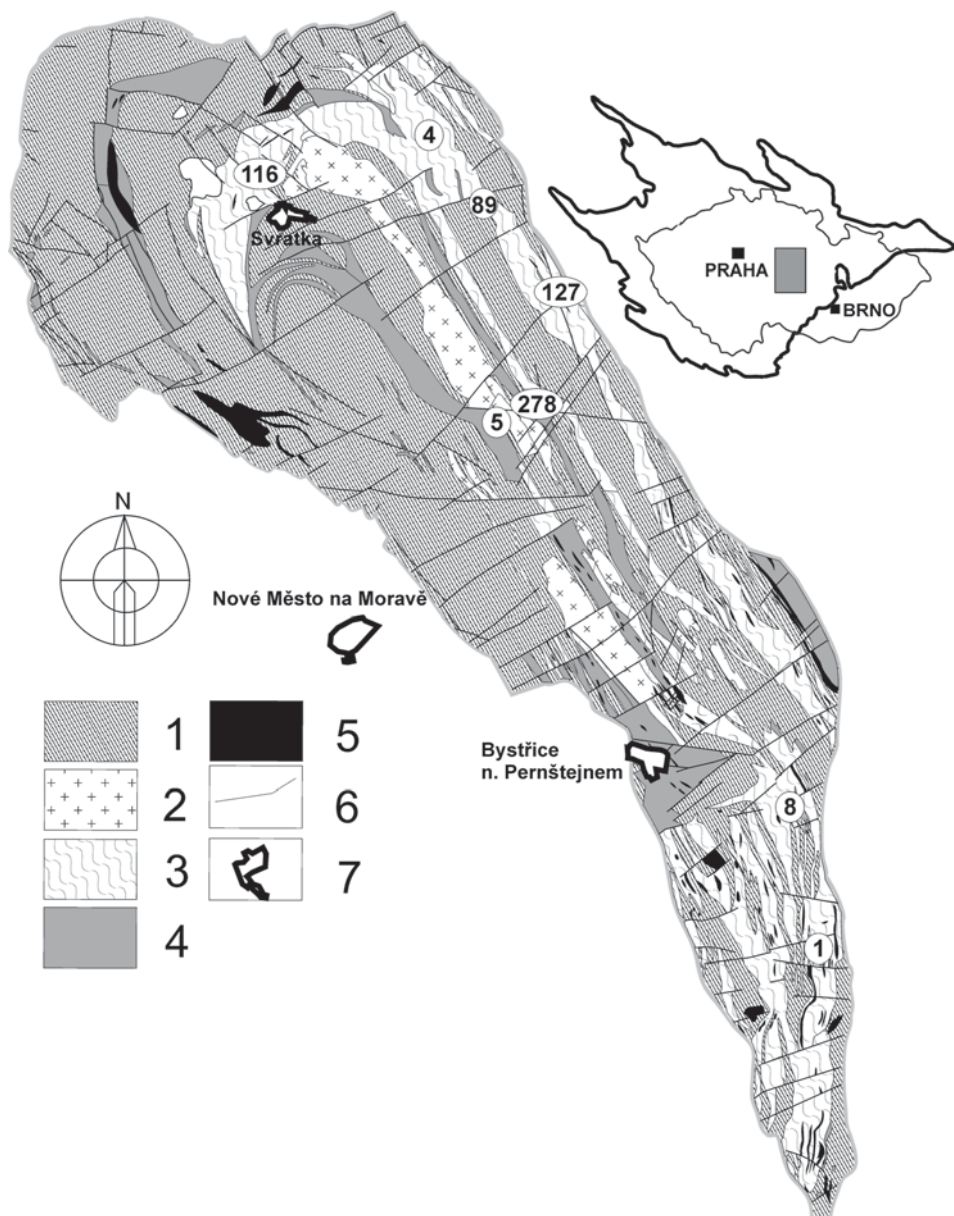 4
116
89
Svratka
PRAHA
BRNO
127
278
5
N
Nové Město na Moravě
1
5
Bystřice
n. Pernštejnem
2
6
8
3
7
4
1